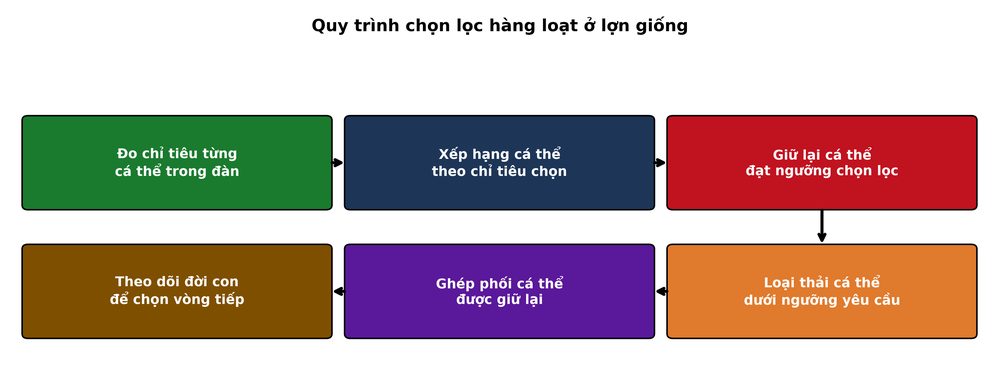 Quy trình chọn lọc hàng loạt ở lợn giống
Đo chỉ tiêu từng
cá thể trong đàn
Xếp hạng cá thể
theo chỉ tiêu chọn
Giữ lại cá thể
đạt ngưỡng chọn lọc
Loại thải cá thể
dưới ngưỡng yêu cầu
Ghép phối cá thể
được giữ lại
Theo dõi đời con
để chọn vòng tiếp